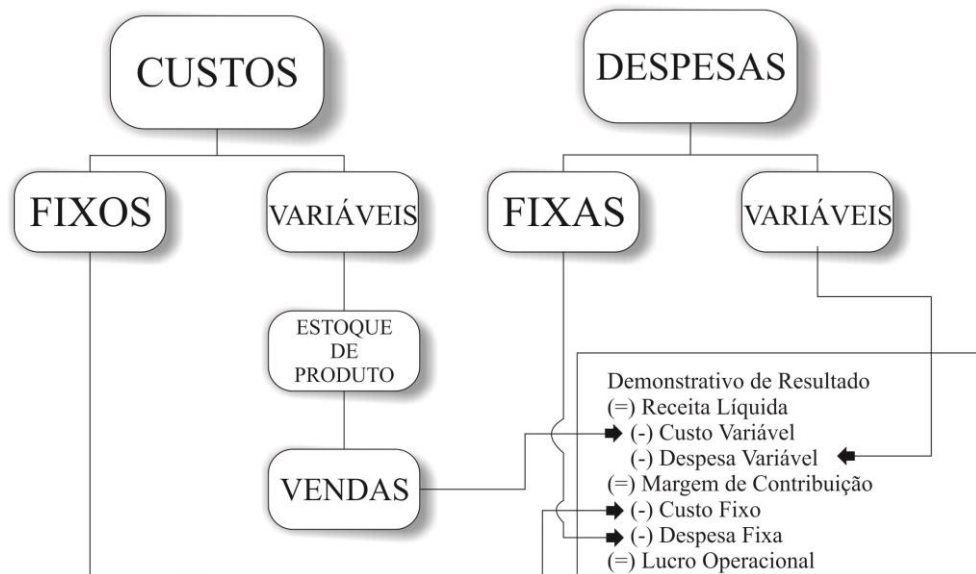 CUSTOS
DESPESAS
FIXOS
VARIÁVEIS
FIXAS
VARIÁVEIS
ESTOQUE
DE
PRODUTO
VENDAS
Demonstrativo de Resultado
(=) Receita Líquida
(-) Custo Variável
(-) Despesa Variável
(=) Margem de Contribuição
(-) Custo Fixo
(-) Despesa Fixa
(=) Lucro Operacional